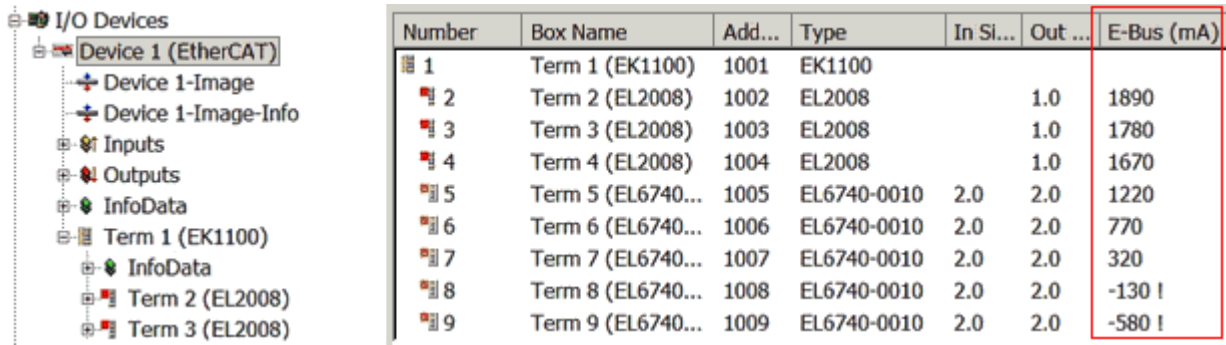 I/O Devices
Device 1 (EtherCAT)
Device 1-Image
Device 1-Image-Info
Inputs
Outputs
InfoData
Term 1 (EK1100)
InfoData
Term 2 (EL2008)
Term 3 (EL2008)
Number Box Name Add... Type In Si... Out ... E-Bus (mA)
1 Term 1 (EK1100) 1001 EK1100
2 Term 2 (EL2008) 1002 EL2008 1.0 1890
3 Term 3 (EL2008) 1003 EL2008 1.0 1780
4 Term 4 (EL2008) 1004 EL2008 1.0 1670
5 Term 5 (EL6740... 1005 EL6740-0010 2.0 2.0 1220
6 Term 6 (EL6740... 1006 EL6740-0010 2.0 2.0 770
7 Term 7 (EL6740... 1007 EL6740-0010 2.0 2.0 320
8 Term 8 (EL6740... 1008 EL6740-0010 2.0 2.0 -130 !
9 Term 9 (EL6740... 1009 EL6740-0010 2.0 2.0 -580 !